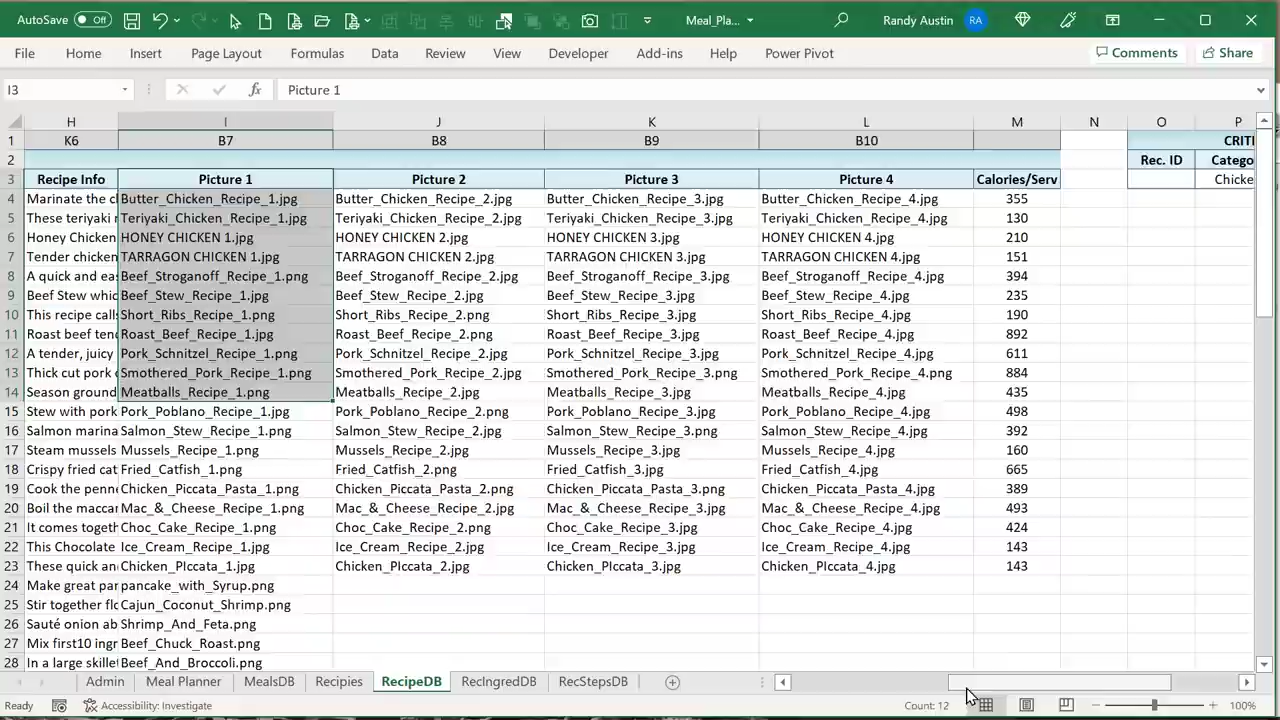 AutoSave Off Meal_Pla... Randy Austin RA
File Home Insert Page Layout Formulas Data Review View Developer Add-ins Help Power Pivot Comments Share
I3 fx Picture 1
H I J K L M N O P
1 K6 B7 B8 B9 B10 CRITE
2 Rec. ID Catego
3 Recipe Info Picture 1 Picture 2 Picture 3 Picture 4 Calories/Serv Chicke
4 Marinate the cl Butter_Chicken_Recipe_1.jpg Butter_Chicken_Recipe_2.jpg Butter_Chicken_Recipe_3.jpg Butter_Chicken_Recipe_4.jpg 355
5 These teriyaki r Teriyaki_Chicken_Recipe_1.jpg Teriyaki_Chicken_Recipe_2.jpg Teriyaki_Chicken_Recipe_3.jpg Teriyaki_Chicken_Recipe_4.jpg 130
6 Honey Chicken HONEY CHICKEN 1.jpg HONEY CHICKEN 2.jpg HONEY CHICKEN 3.jpg HONEY CHICKEN 4.jpg 210
7 Tender chicken TARRAGON CHICKEN 1.jpg TARRAGON CHICKEN 2.jpg TARRAGON CHICKEN 3.jpg TARRAGON CHICKEN 4.jpg 151
8 A quick and eas Beef_Stroganoff_Recipe_1.png Beef_Stroganoff_Recipe_2.jpg Beef_Stroganoff_Recipe_3.jpg Beef_Stroganoff_Recipe_4.jpg 394
9 Beef Stew whic Beef_Stew_Recipe_1.jpg Beef_Stew_Recipe_2.jpg Beef_Stew_Recipe_3.jpg Beef_Stew_Recipe_4.jpg 235
10 This recipe call Short_Ribs_Recipe_1.png Short_Ribs_Recipe_2.png Short_Ribs_Recipe_3.jpg Short_Ribs_Recipe_4.jpg 190
11 Roast beef tend Roast_Beef_Recipe_1.jpg Roast_Beef_Recipe_2.png Roast_Beef_Recipe_3.jpg Roast_Beef_Recipe_4.jpg 892
12 A tender, juicy Pork_Schnitzel_Recipe_1.png Pork_Schnitzel_Recipe_2.jpg Pork_Schnitzel_Recipe_3.jpg Pork_Schnitzel_Recipe_4.jpg 611
13 Thick cut pork c Smothered_Pork_Recipe_1.png Smothered_Pork_Recipe_2.jpg Smothered_Pork_Recipe_3.png Smothered_Pork_Recipe_4.png 884
14 Season ground Meatballs_Recipe_1.png Meatballs_Recipe_2.jpg Meatballs_Recipe_3.jpg Meatballs_Recipe_4.jpg 435
15 Stew with pork Pork_Poblano_Recipe_1.jpg Pork_Poblano_Recipe_2.png Pork_Poblano_Recipe_3.jpg Pork_Poblano_Recipe_4.jpg 498
16 Salmon marina Salmon_Stew_Recipe_1.png Salmon_Stew_Recipe_2.jpg Salmon_Stew_Recipe_3.png Salmon_Stew_Recipe_4.jpg 392
17 Steam mussels Mussels_Recipe_1.png Mussels_Recipe_2.jpg Mussels_Recipe_3.jpg Mussels_Recipe_4.jpg 160
18 Crispy fried cat Fried_Catfish_1.png Fried_Catfish_2.png Fried_Catfish_3.jpg Fried_Catfish_4.jpg 665
19 Cook the penn Chicken_Piccata_Pasta_1.png Chicken_Piccata_Pasta_2.png Chicken_Piccata_Pasta_3.png Chicken_Piccata_Pasta_4.jpg 389
20 Boil the maccar Mac_&_Cheese_Recipe_1.png Mac_&_Cheese_Recipe_2.jpg Mac_&_Cheese_Recipe_3.jpg Mac_&_Cheese_Recipe_4.jpg 493
21 It comes togeth Choc_Cake_Recipe_1.png Choc_Cake_Recipe_2.png Choc_Cake_Recipe_3.jpg Choc_Cake_Recipe_4.jpg 424
22 This Chocolate Ice_Cream_Recipe_1.jpg Ice_Cream_Recipe_2.jpg Ice_Cream_Recipe_3.jpg Ice_Cream_Recipe_4.jpg 143
23 These quick and Chicken_PIccata_1.jpg Chicken_PIccata_2.jpg Chicken_PIccata_3.jpg Chicken_PIccata_4.jpg 143
24 Make great par pancake_with_Syrup.png
25 Stir together flo Cajun_Coconut_Shrimp.png
26 Sauté onion ab Shrimp_And_Feta.png
27 Mix first10 ingr Beef_Chuck_Roast.png
28 In a large skille Beef_And_Broccoli.png
Admin Meal Planner MealsDB Recipies RecipeDB RecIngredDB RecStepsDB
Ready Accessibility: Investigate Count: 12 100%